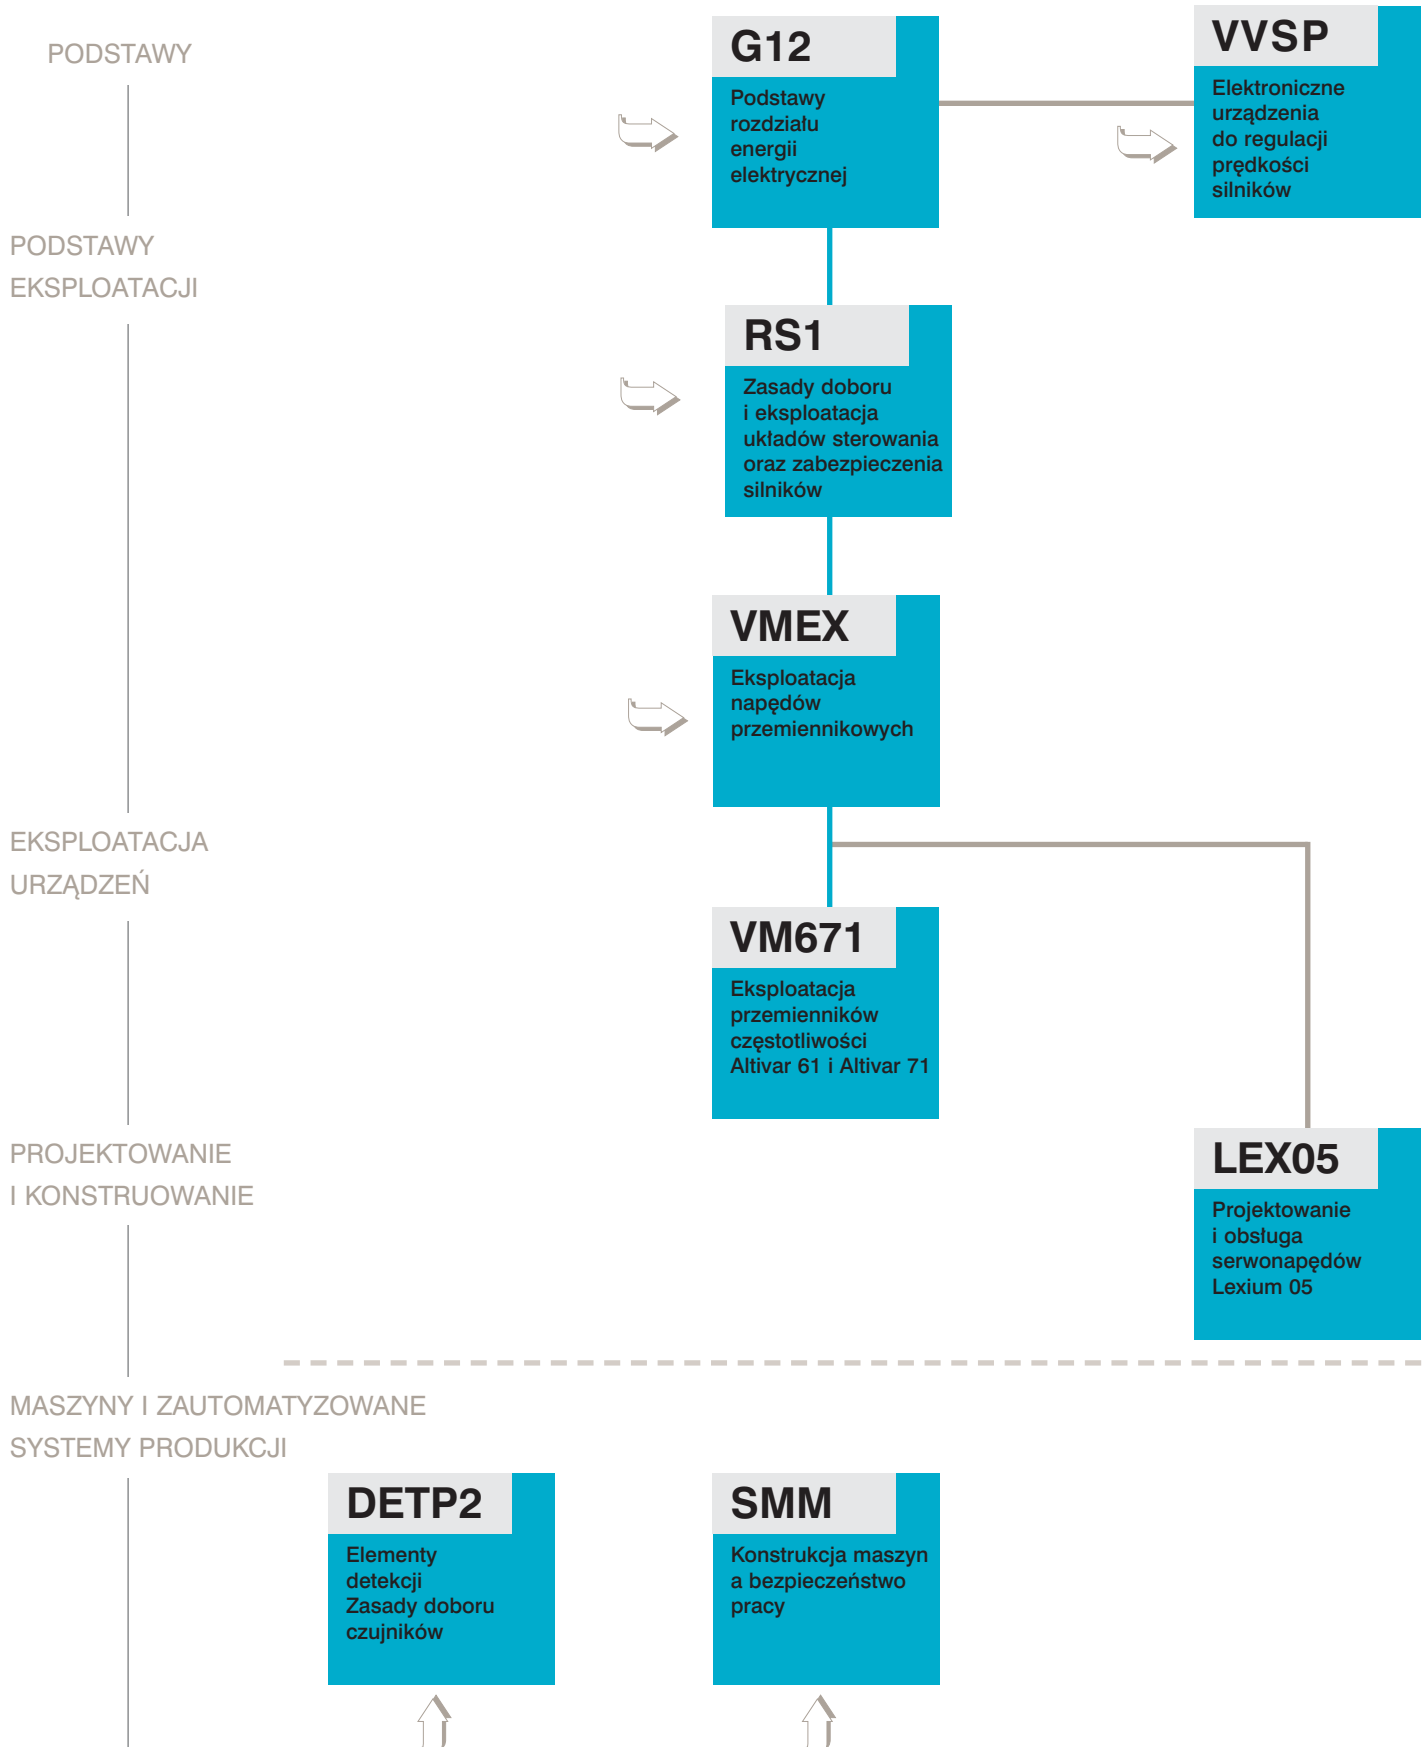 PODSTAWY
G12
Podstawy
rozdziału
energii
elektrycznej
VVSP
Elektroniczne
urządzenia
do regulacji
prędkości
silników
PODSTAWY
EKSPLOATACJI
RS1
Zasady doboru
i eksploatacja
układów sterowania
oraz zabezpieczenia
silników
VMEX
Eksploatacja
napędów
przemiennikowych
EKSPLOATACJA
URZĄDZEŃ
VM671
Eksploatacja
przemienników
częstotliwości
Altivar 61 i Altivar 71
PROJEKTOWANIE
I KONSTRUOWANIE
LEX05
Projektowanie
i obsługa
serwonapędów
Lexium 05
MASZYNY I ZAUTOMATYZOWANE
SYSTEMY PRODUKCJI
DETP2
Elementy
detekcji
Zasady doboru
czujników
SMM
Konstrukcja maszyn
a bezpieczeństwo
pracy